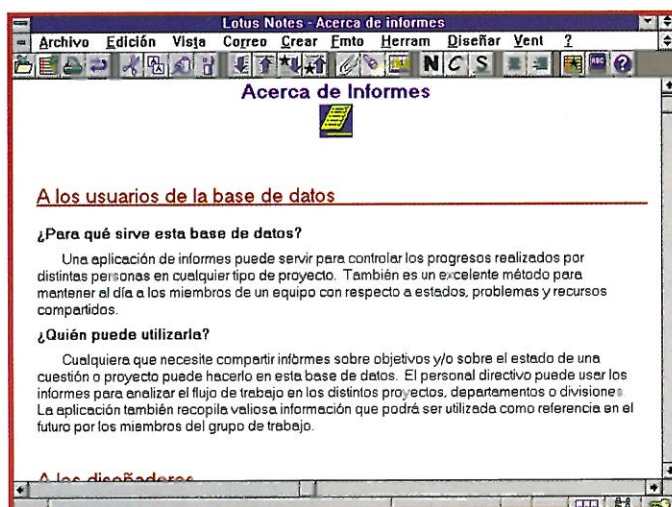 Lotus Notes - Acerca de informes
Archivo Edición Vista Correo Crear Emto Herram Diseñar Vent ?
N C S ABC
Acerca de Informes
A los usuarios de la base de datos
¿Para qué sirve esta base de datos?
Una aplicación de informes puede servir para controlar los progresos realizados por
distintas personas en cualquier tipo de proyecto. También es un excelente método para
mantener al día a los miembros de un equipo con respecto a estados, problemas y recursos
compartidos.
¿Quién puede utilizarla?
Cualquiera que necesite compartir informes sobre objetivos y/o sobre el estado de una
cuestión o proyecto puede hacerlo en esta base de datos. El personal directivo puede usar los
informes para analizar el flujo de trabajo en los distintos proyectos, departamentos o divisiones.
La aplicación también recopila valiosa información que podrá ser utilizada como referencia en el
futuro por los miembros del grupo de trabajo.
A los diseñadores